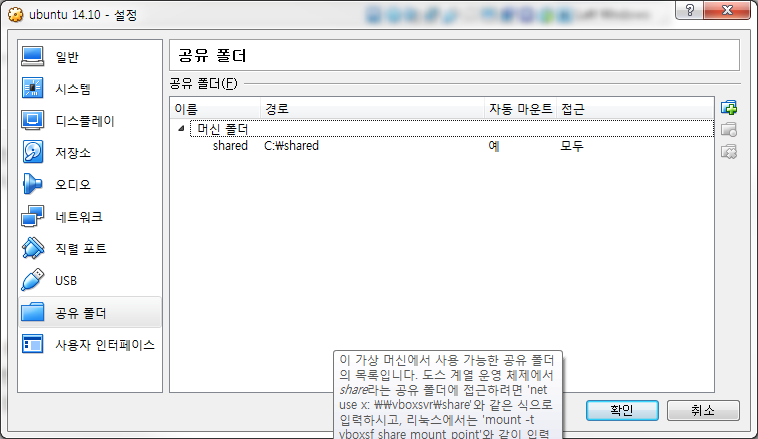 ubuntu 14.10 - 설정
일반
시스템
디스플레이
저장소
오디오
네트워크
직렬 포트
USB
공유 폴더
사용자 인터페이스
공유 폴더
공유 폴더(F)
이름 경로 자동 마운트 접근
머신 폴더
shared C:₩shared 예 모두
이 가상 머신에서 사용 가능한 공유 폴더
의 목록입니다. 도스 계열 운영 체제에서
share라는 공유 폴더에 접근하려면 'net
use x: ₩₩vboxsvr₩share'와 같은 식으로
입력하시고, 리눅스에서는 'mount -t
vboxsf share mount_point'와 같이 입력
확인 취소